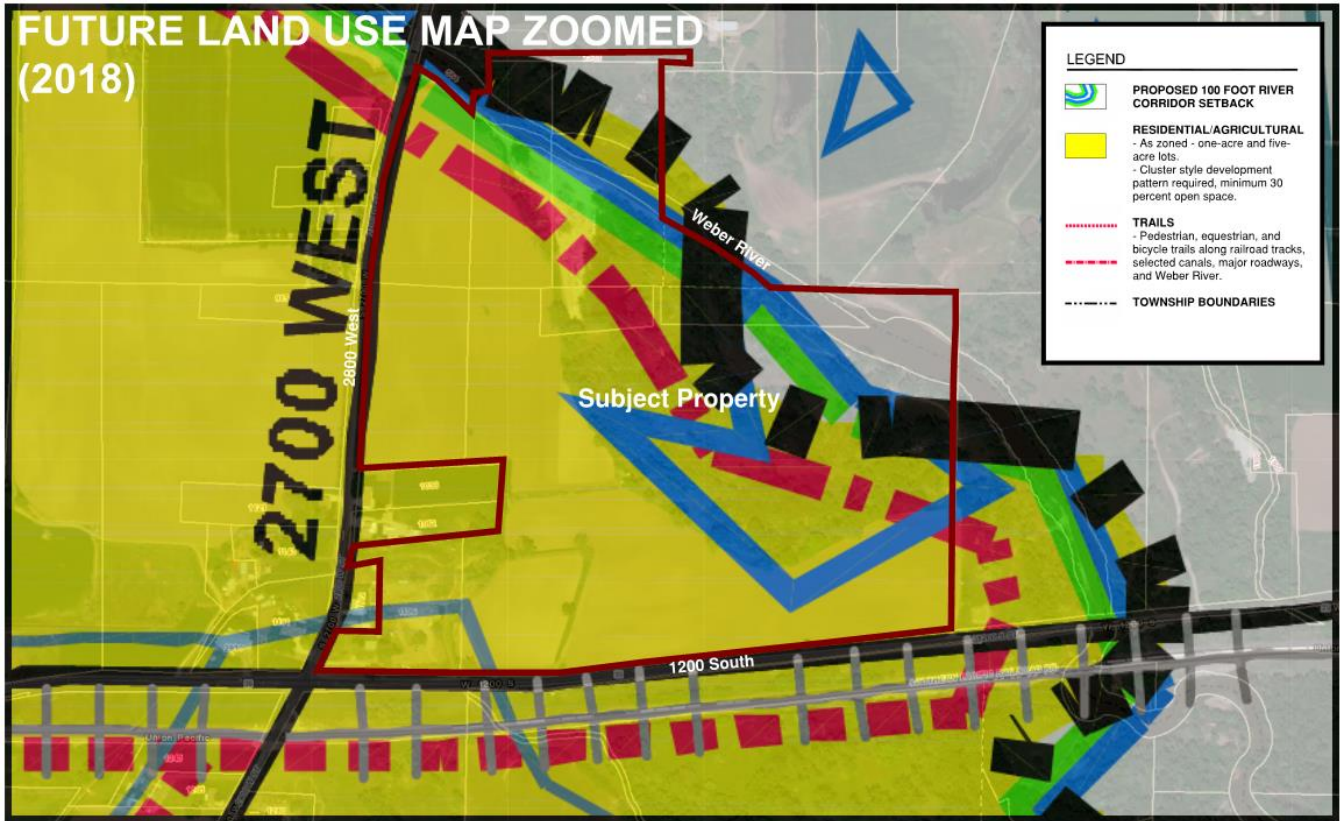 FUTURE LAND USE MAP ZOOMED
(2018)
LEGEND
PROPOSED 100 FOOT RIVER
CORRIDOR SETBACK
RESIDENTIAL/AGRICULTURAL
- As zoned - one-acre and five-
acre lots.
- Cluster style development
pattern required, minimum 30
percent open space.
TRAILS
- Pedestrian, equestrian, and
bicycle trails along railroad tracks,
selected canals, major roadways,
and Weber River.
TOWNSHIP BOUNDARIES
2700 WEST
2800 West
Weber River
Subject Property
1200 South
Union Pacific